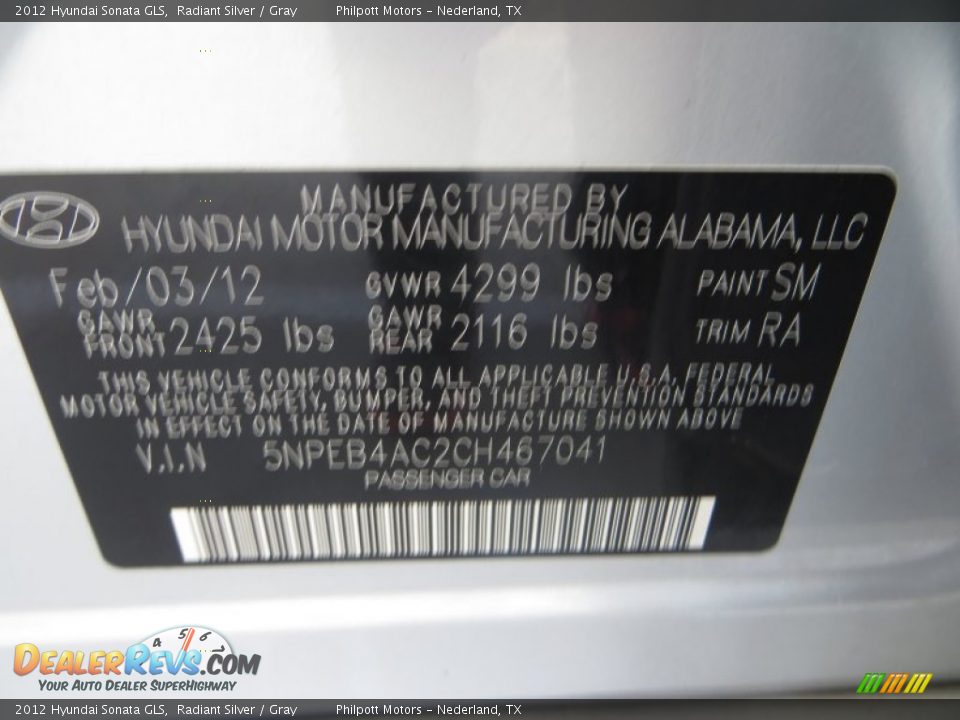 2012 Hyundai Sonata GLS, Radiant Silver / Gray Philpott Motors - Nederland, TX
MANUFACTURED BY
HYUNDAI MOTOR MANUFACTURING ALABAMA, LLC
Feb/03/12 GVWR 4299 lbs PAINT SM
GAWR FRONT 2425 lbs GAWR REAR 2116 lbs TRIM RA
THIS VEHICLE CONFORMS TO ALL APPLICABLE U.S.A. FEDERAL
MOTOR VEHICLE SAFETY, BUMPER, AND THEFT PREVENTION STANDARDS
IN EFFECT ON THE DATE OF MANUFACTURE SHOWN ABOVE
V.I.N 5NPEB4AC2CH467041
PASSENGER CAR
4 5 6
DEALERREVS.COM
YOUR AUTO DEALER SUPERHIGHWAY
2012 Hyundai Sonata GLS, Radiant Silver / Gray Philpott Motors - Nederland, TX